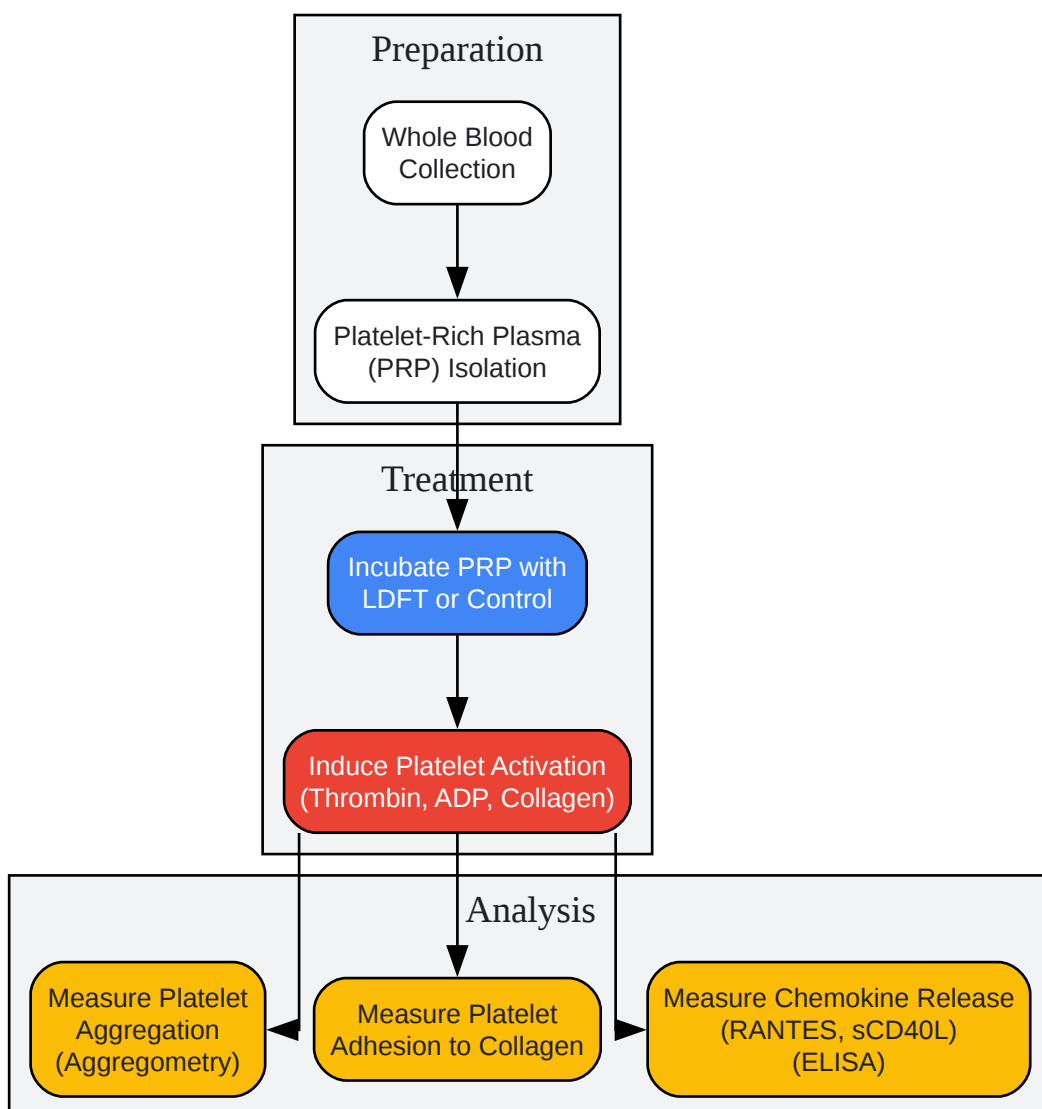 Preparation
Whole Blood
Collection
Platelet-Rich Plasma
(PRP) Isolation
Treatment
Incubate PRP with
LDFT or Control
Induce Platelet Activation
(Thrombin, ADP, Collagen)
Analysis
Measure Platelet
Aggregation
(Aggregometry)
Measure Platelet
Adhesion to Collagen
Measure Chemokine Release
(RANTES, sCD40L)
(ELISA)